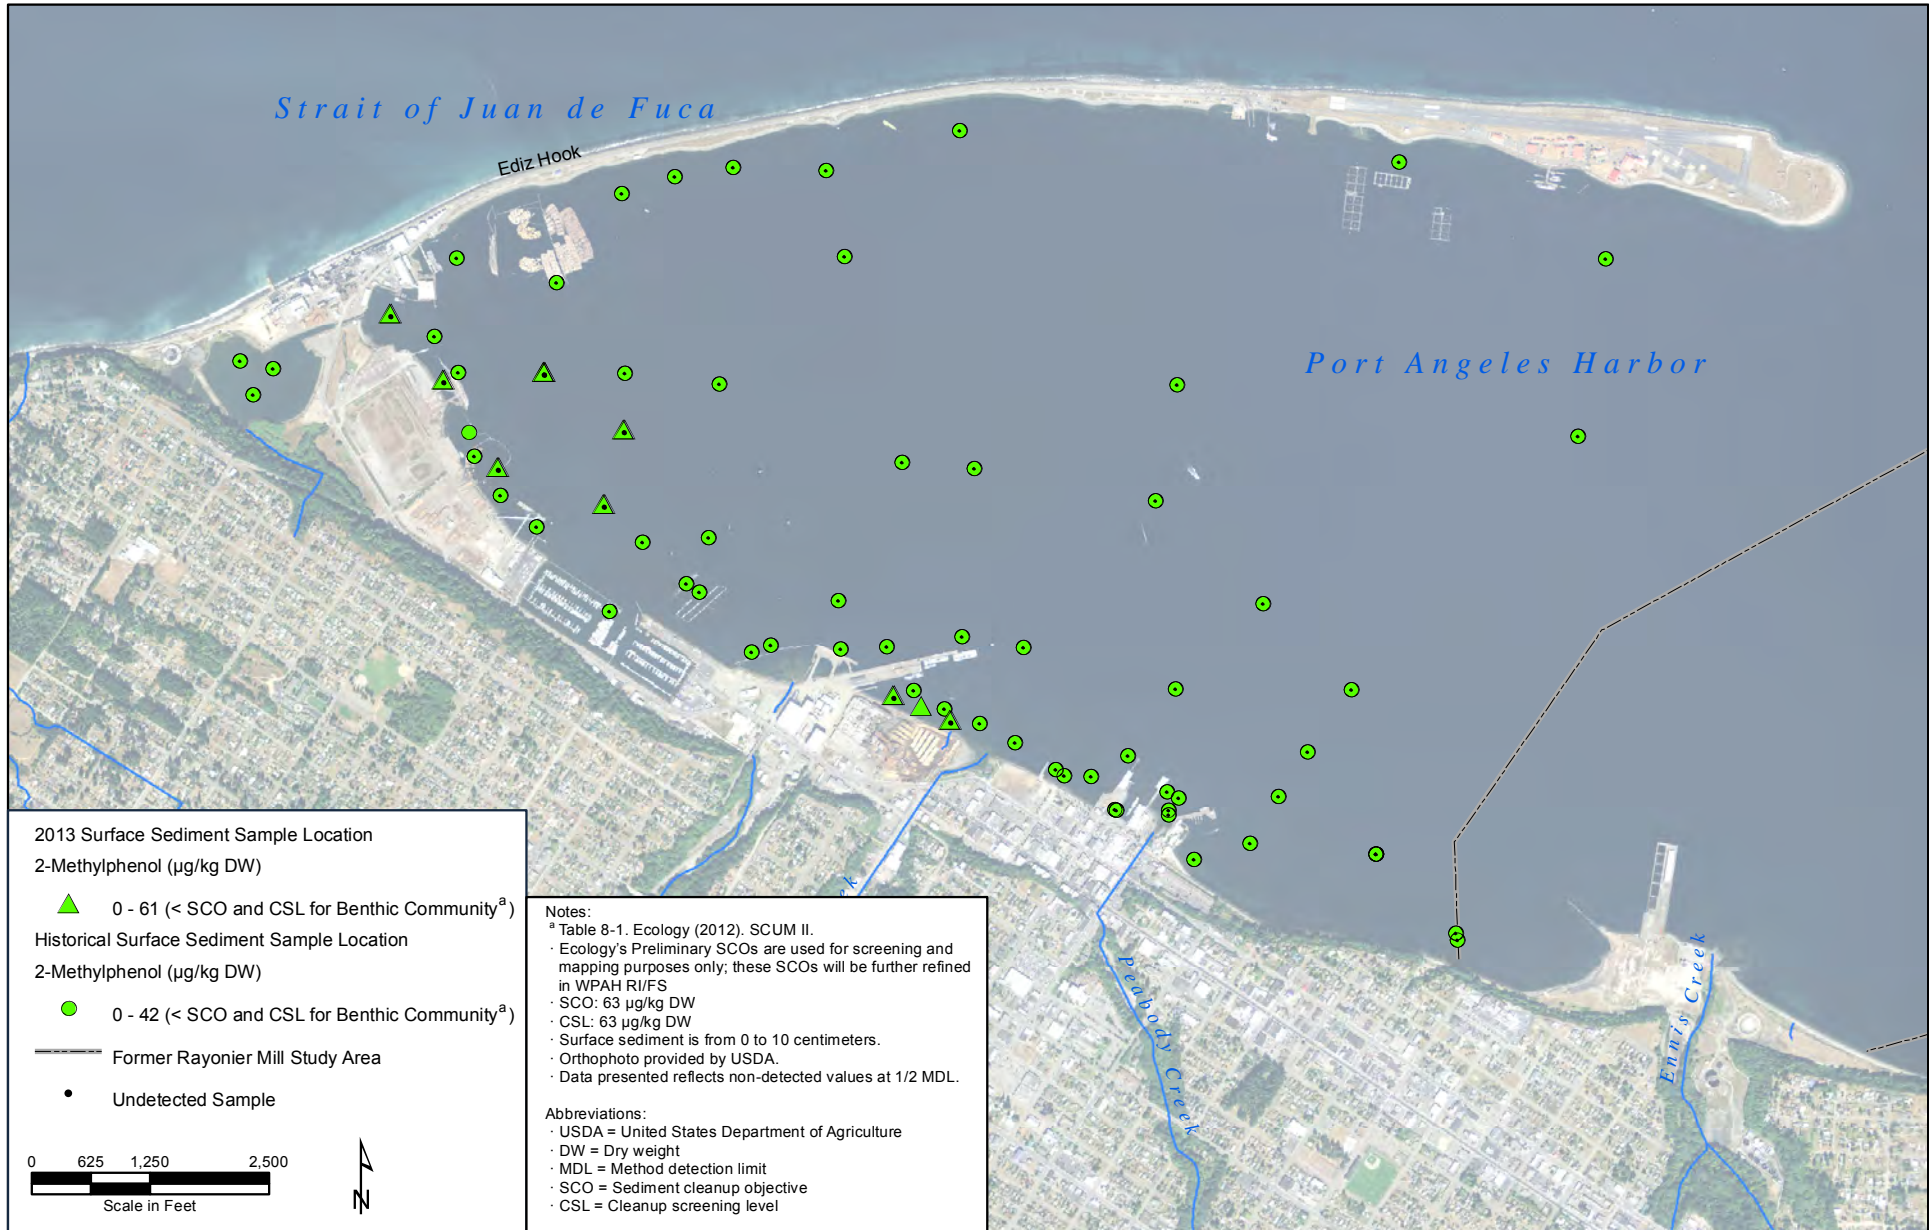 Strait of Juan de Fuca
Ediz Hook
Port Angeles Harbor
Peabody Creek
Ennis Creek
2013 Surface Sediment Sample Location
2-Methylphenol (µg/kg DW)
0 - 61 (< SCO and CSL for Benthic Communityᵃ)
Historical Surface Sediment Sample Location
2-Methylphenol (µg/kg DW)
0 - 42 (< SCO and CSL for Benthic Communityᵃ)
Former Rayonier Mill Study Area
Undetected Sample
0 625 1,250 2,500
Scale in Feet
N
Notes:
ᵃ Table 8-1. Ecology (2012). SCUM II.
· Ecology's Preliminary SCOs are used for screening and
mapping purposes only; these SCOs will be further refined
in WPAH RI/FS
· SCO: 63 µg/kg DW
· CSL: 63 µg/kg DW
· Surface sediment is from 0 to 10 centimeters.
· Orthophoto provided by USDA.
· Data presented reflects non-detected values at 1/2 MDL.
Abbreviations:
· USDA = United States Department of Agriculture
· DW = Dry weight
· MDL = Method detection limit
· SCO = Sediment cleanup objective
· CSL = Cleanup screening level